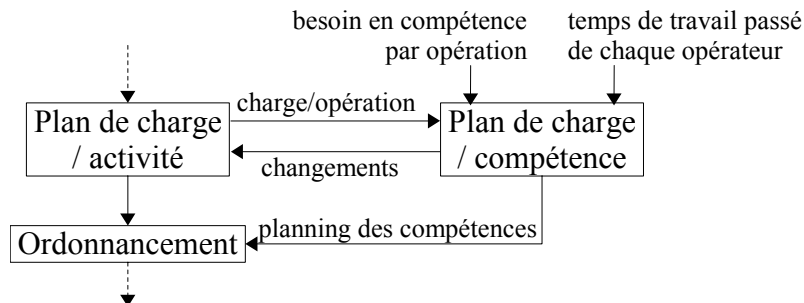 besoin en compétence
par opération
temps de travail passé
de chaque opérateur
Plan de charge
/ activité
charge/opération
changements
Plan de charge
/ compétence
Ordonnancement
planning des compétences